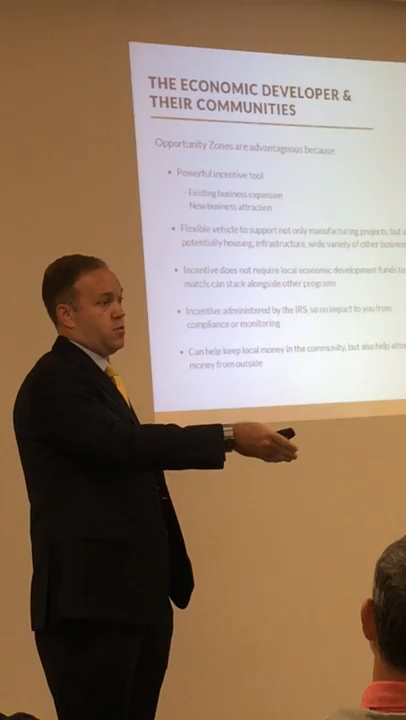 THE ECONOMIC DEVELOPER &
THEIR COMMUNITIES
Opportunity Zones are advantageous because:
• Powerful incentive tool
- Existing business expansion
- New business attraction
• Flexible vehicle to support not only manufacturing projects, but a
potentially housing, infrastructure, wide variety of other business
• Incentive does not require local economic development funds to
match; can stack alongside other programs
• Incentive administered by the IRS, so no impact to you from
compliance or monitoring
• Can help keep local money in the community, but also help attra
money from outside